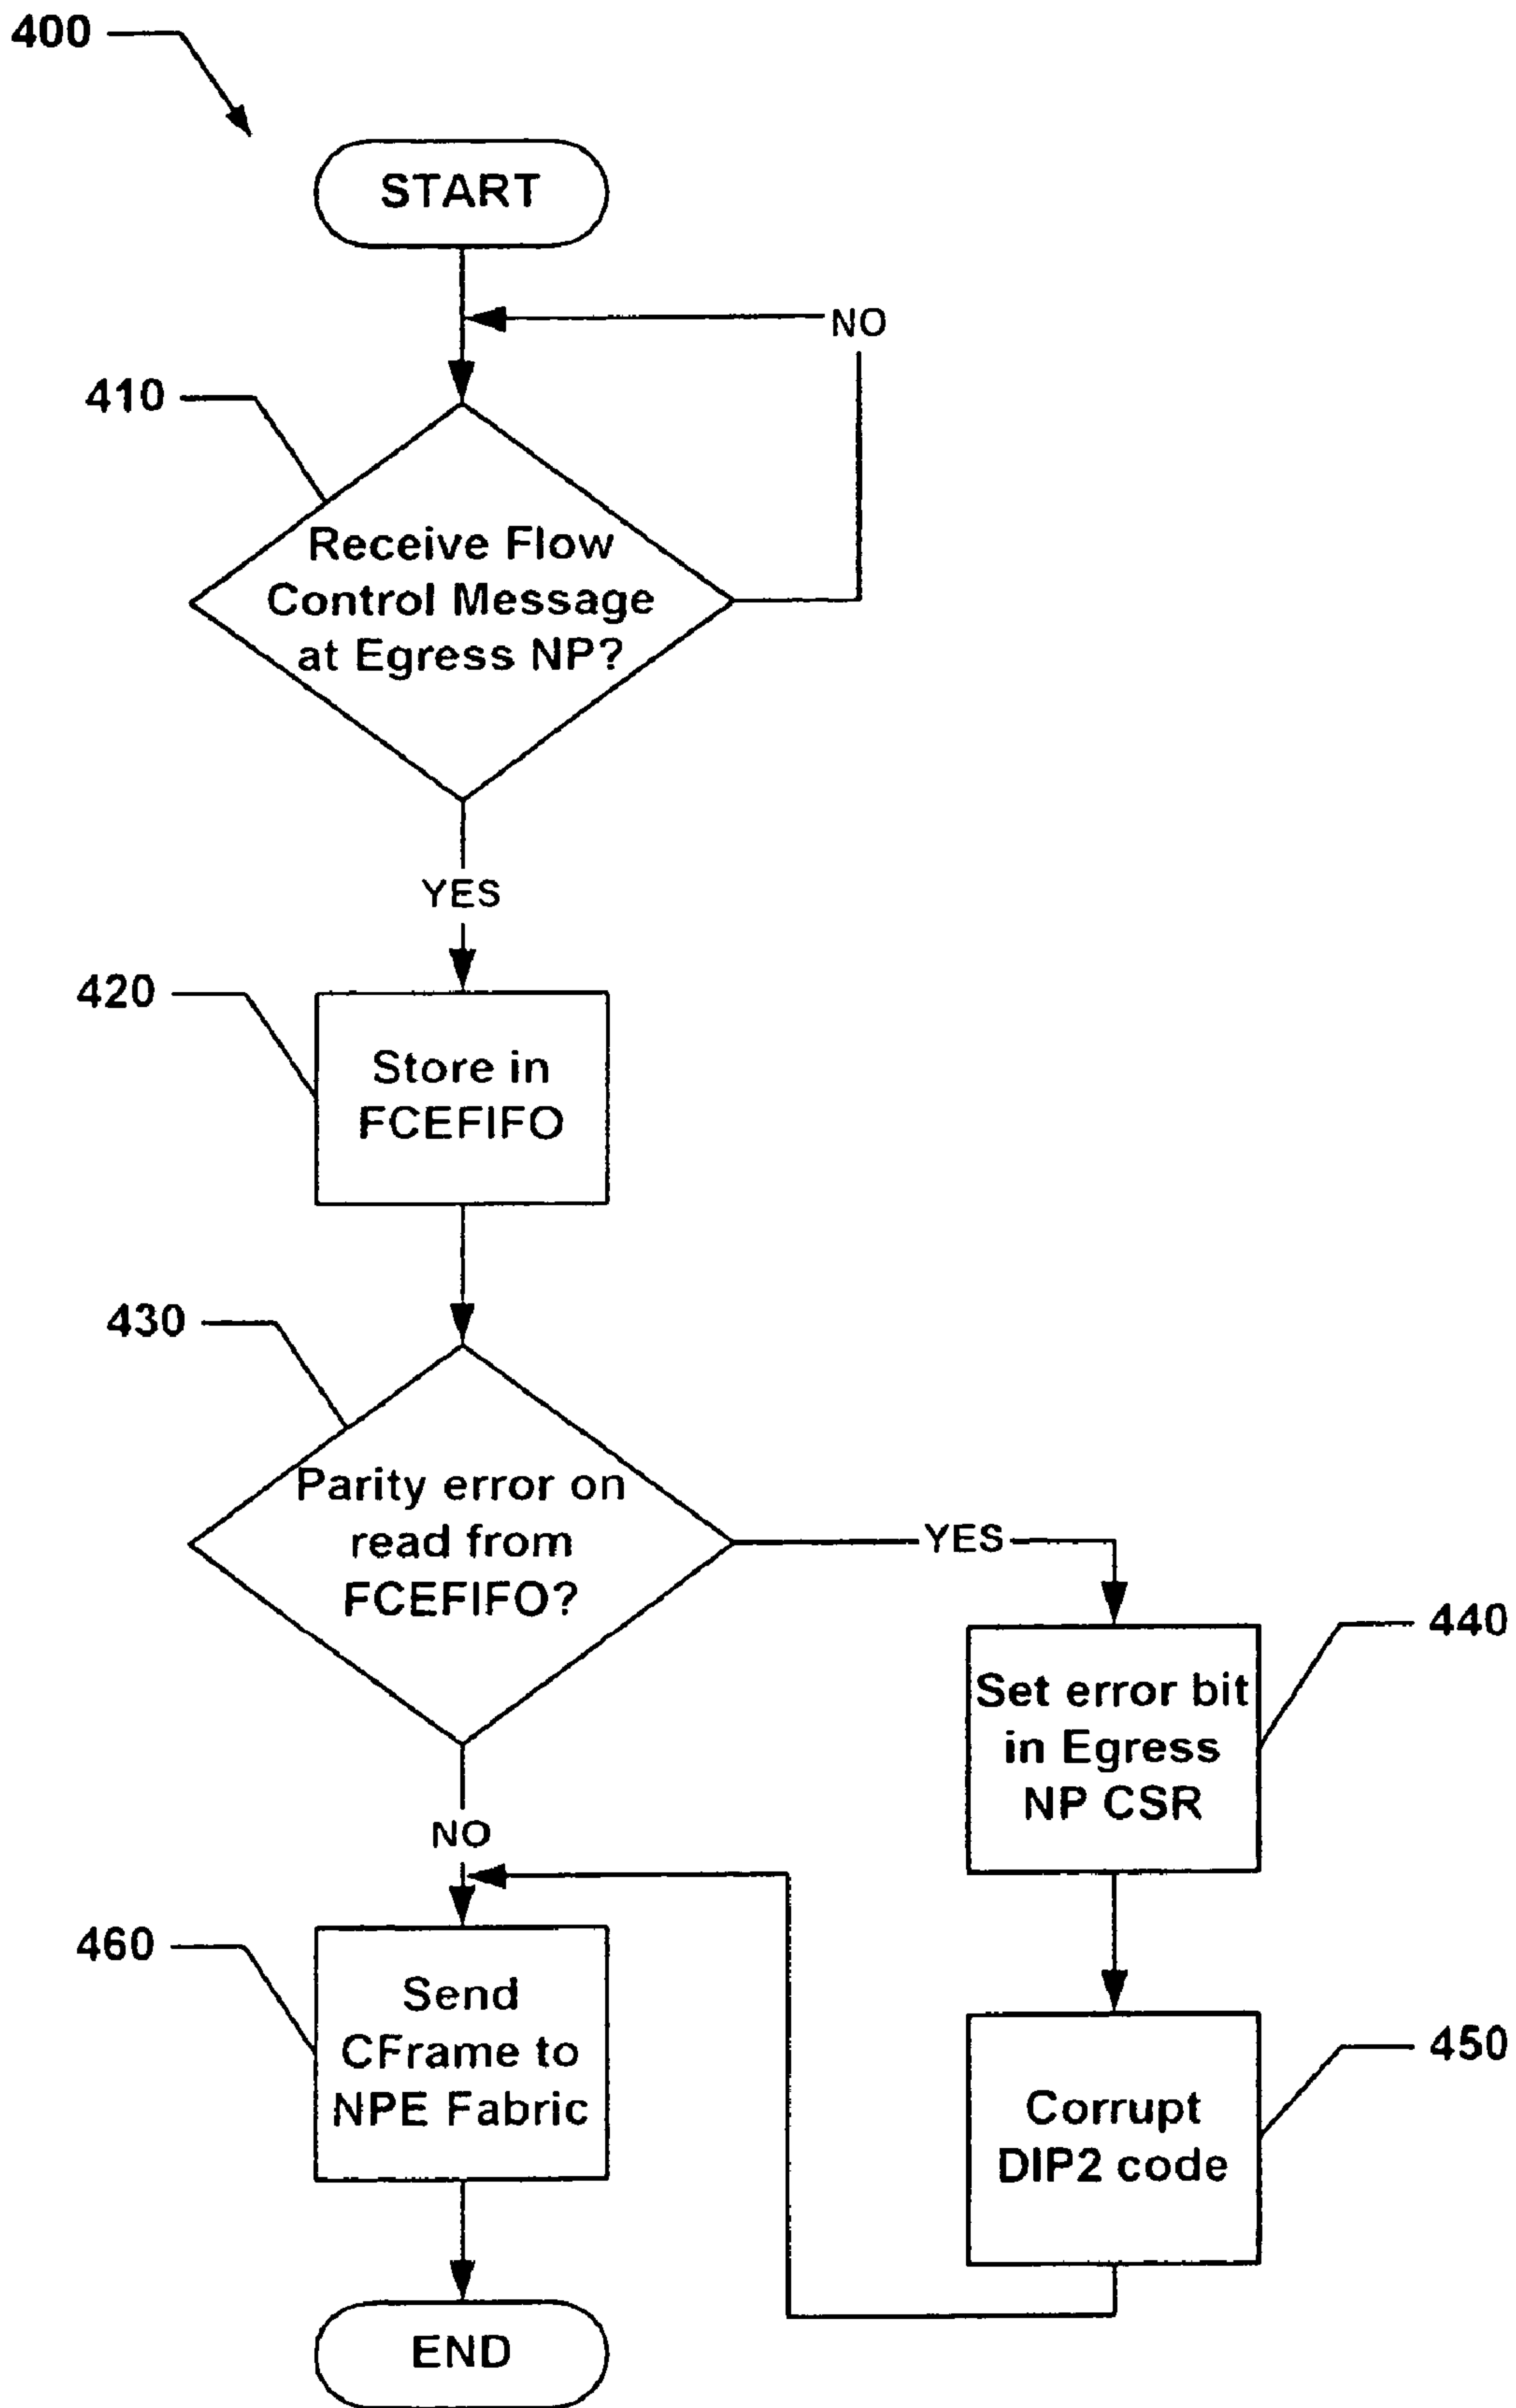 400
START
NO
410
Receive Flow
Control Message
at Egress NP?
YES
420
Store in
FCEFIFO
430
Parity error on
read from
FCEFIFO?
YES
440
Set error bit
in Egress
NP CSR
NO
460
Send
CFrame to
NPE Fabric
450
Corrupt
DIP2 code
END